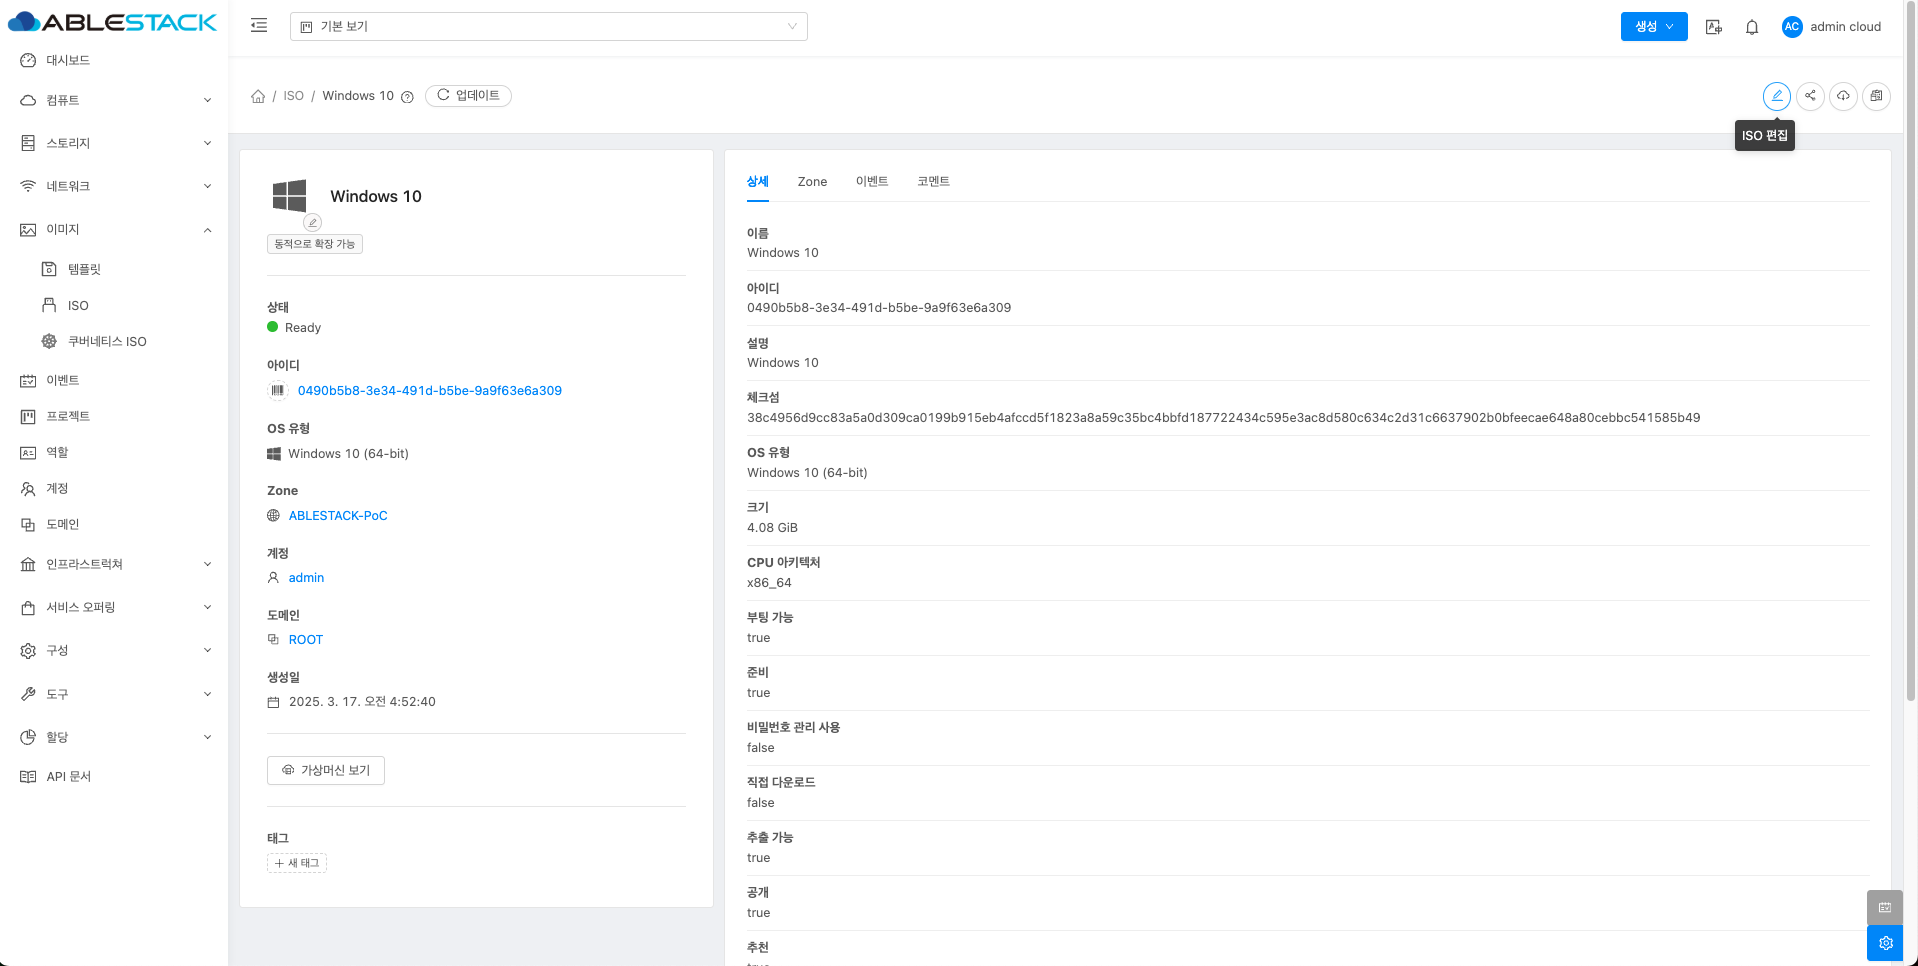 ABLESTACK
기본 보기
생성
admin cloud
AC
대시보드
컴퓨트
스토리지
네트워크
이미지
템플릿
ISO
쿠버네티스 ISO
이벤트
프로젝트
역할
계정
도메인
인프라스트럭쳐
서비스 오퍼링
구성
도구
할당
API 문서
/ ISO / Windows 10
업데이트
ISO 편집
Windows 10
동적으로 확장 가능
상태
Ready
아이디
0490b5b8-3e34-491d-b5be-9a9f63e6a309
OS 유형
Windows 10 (64-bit)
Zone
ABLESTACK-PoC
계정
admin
도메인
ROOT
생성일
2025. 3. 17. 오전 4:52:40
가상머신 보기
태그
+ 새 태그
상세 Zone 이벤트 코멘트
이름
Windows 10
아이디
0490b5b8-3e34-491d-b5be-9a9f63e6a309
설명
Windows 10
체크섬
38c4956d9cc83a5a0d309ca0199b915eb4afccd5f1823a8a59c35bc4bbfd187722434c595e3ac8d580c634c2d31c6637902b0bfeecae648a80cebbc541585b49
OS 유형
Windows 10 (64-bit)
크기
4.08 GiB
CPU 아키텍처
x86_64
부팅 가능
true
준비
true
비밀번호 관리 사용
false
직접 다운로드
false
추출 가능
true
공개
true
추천